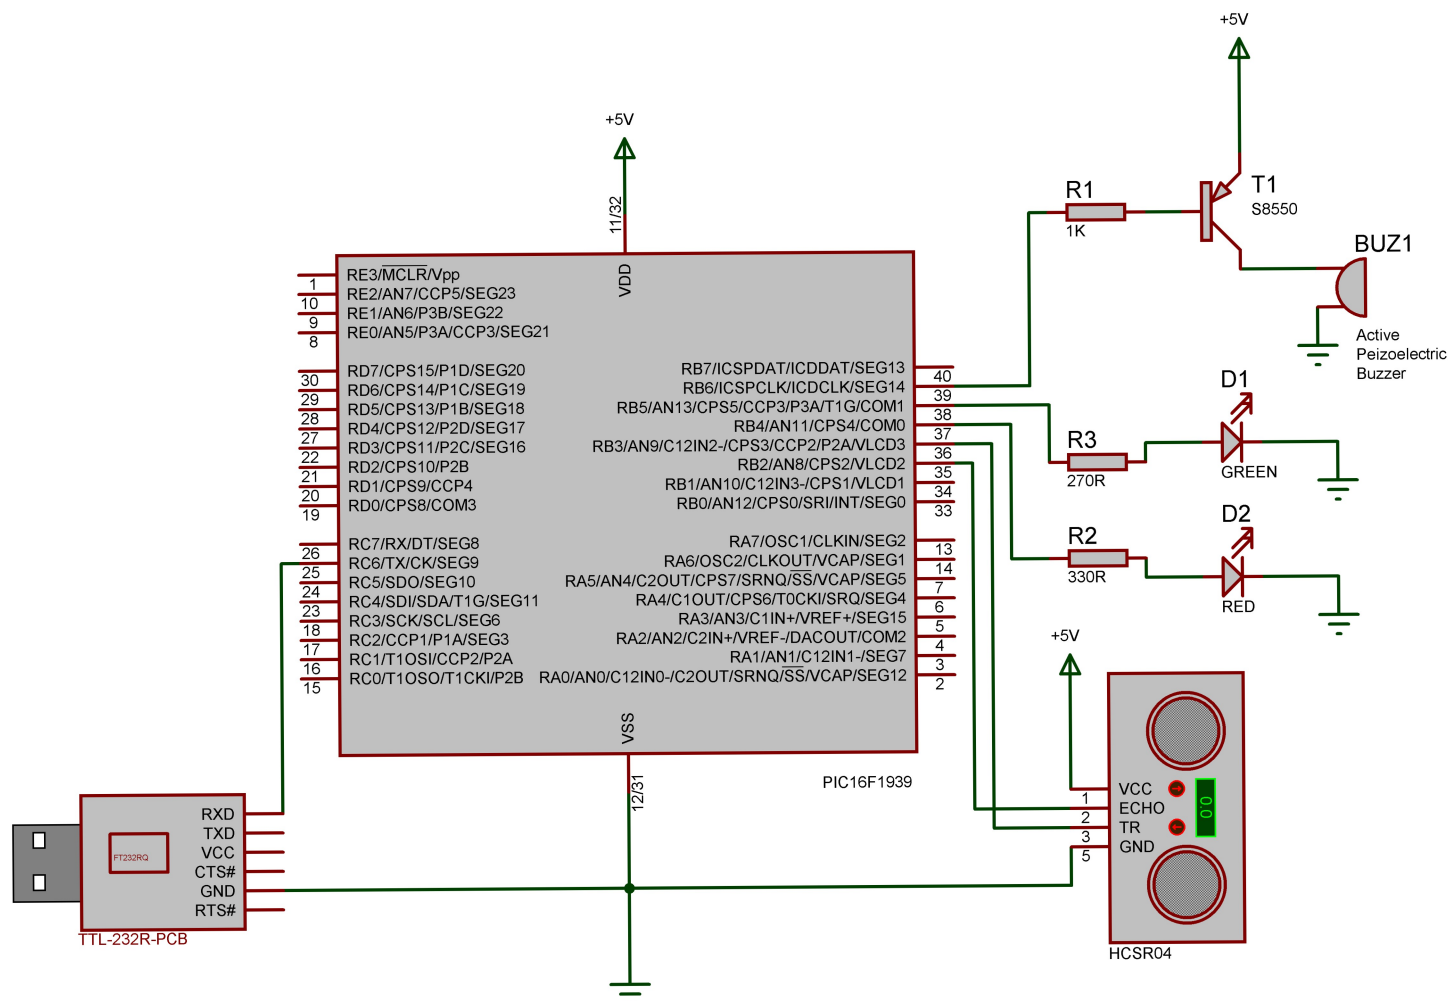 +5V
+5V
11/32
VDD
R1
1K
T1
S8550
BUZ1
Active
Peizoelectric
Buzzer
RE3/MCLR/Vpp
1
RE2/AN7/CCP5/SEG23
10
RE1/AN6/P3B/SEG22
9
RE0/AN5/P3A/CCP3/SEG21
8
RD7/CPS15/P1D/SEG20
30
RD6/CPS14/P1C/SEG19
29
RD5/CPS13/P1B/SEG18
28
RD4/CPS12/P2D/SEG17
27
RD3/CPS11/P2C/SEG16
22
RD2/CPS10/P2B
21
RD1/CPS9/CCP4
20
RD0/CPS8/COM3
19
RC7/RX/DT/SEG8
26
RC6/TX/CK/SEG9
25
RC5/SDO/SEG10
24
RC4/SDI/SDA/T1G/SEG11
23
RC3/SCK/SCL/SEG6
18
RC2/CCP1/P1A/SEG3
17
RC1/T1OSI/CCP2/P2A
16
RC0/T1OSO/T1CKI/P2B
15
RB7/ICSPDAT/ICDDAT/SEG13
40
RB6/ICSPCLK/ICDCLK/SEG14
39
RB5/AN13/CPS5/CCP3/P3A/T1G/COM1
38
RB4/AN11/CPS4/COM0
37
RB3/AN9/C12IN2-/CPS3/CCP2/P2A/VLCD3
36
RB2/AN8/CPS2/VLCD2
35
RB1/AN10/C12IN3-/CPS1/VLCD1
34
RB0/AN12/CPS0/SRI/INT/SEG0
33
RA7/OSC1/CLKIN/SEG2
13
RA6/OSC2/CLKOUT/VCAP/SEG1
14
RA5/AN4/C2OUT/CPS7/SRNQ/SS/VCAP/SEG5
7
RA4/C1OUT/CPS6/T0CKI/SRQ/SEG4
6
RA3/AN3/C1IN+/VREF+/SEG15
5
RA2/AN2/C2IN+/VREF-/DACOUT/COM2
4
RA1/AN1/C12IN1-/SEG7
3
RA0/AN0/C12IN0-/C2OUT/SRNQ/SS/VCAP/SEG12
2
VSS
12/31
PIC16F1939
D1
R3
270R
GREEN
D2
R2
330R
RED
+5V
VCC
1
ECHO
2
TR
3
GND
5
0.0
HCSR04
RXD
TXD
VCC
CTS#
GND
RTS#
FT232RQ
TTL-232R-PCB